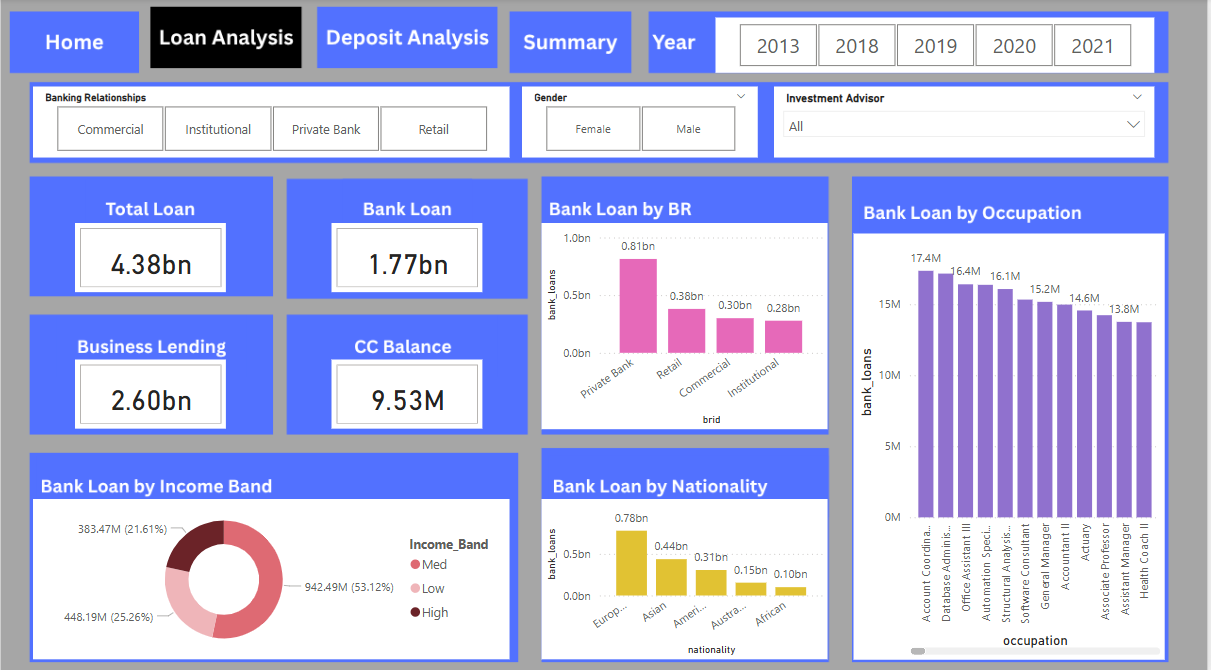 Home
Loan Analysis
Deposit Analysis
Summary
Year
2013
2018
2019
2020
2021
Banking Relationships
Commercial
Institutional
Private Bank
Retail
Gender
Female
Male
Investment Advisor
All
Total Loan
4.38bn
Bank Loan
1.77bn
Business Lending
2.60bn
CC Balance
9.53M
Bank Loan by BR
bank_loans
1.0bn
0.5bn
0.0bn
0.81bn
0.38bn
0.30bn
0.28bn
Private Bank
Retail
Commercial
Institutional
brid
Bank Loan by Occupation
bank_loans
15M
10M
5M
0M
17.4M
16.4M
16.1M
15.2M
14.6M
13.8M
Account Coordina...
Database Adminis...
Office Assistant III
Automation Speci...
Structural Analysis...
Software Consultant
General Manager
Accountant II
Actuary
Associate Professor
Assistant Manager
Health Coach II
occupation
Bank Loan by Income Band
383.47M (21.61%)
942.49M (53.12%)
448.19M (25.26%)
Income_Band
Med
Low
High
Bank Loan by Nationality
bank_loans
0.5bn
0.0bn
0.78bn
0.44bn
0.31bn
0.15bn
0.10bn
Europ...
Asian
Ameri...
Austra...
African
nationality